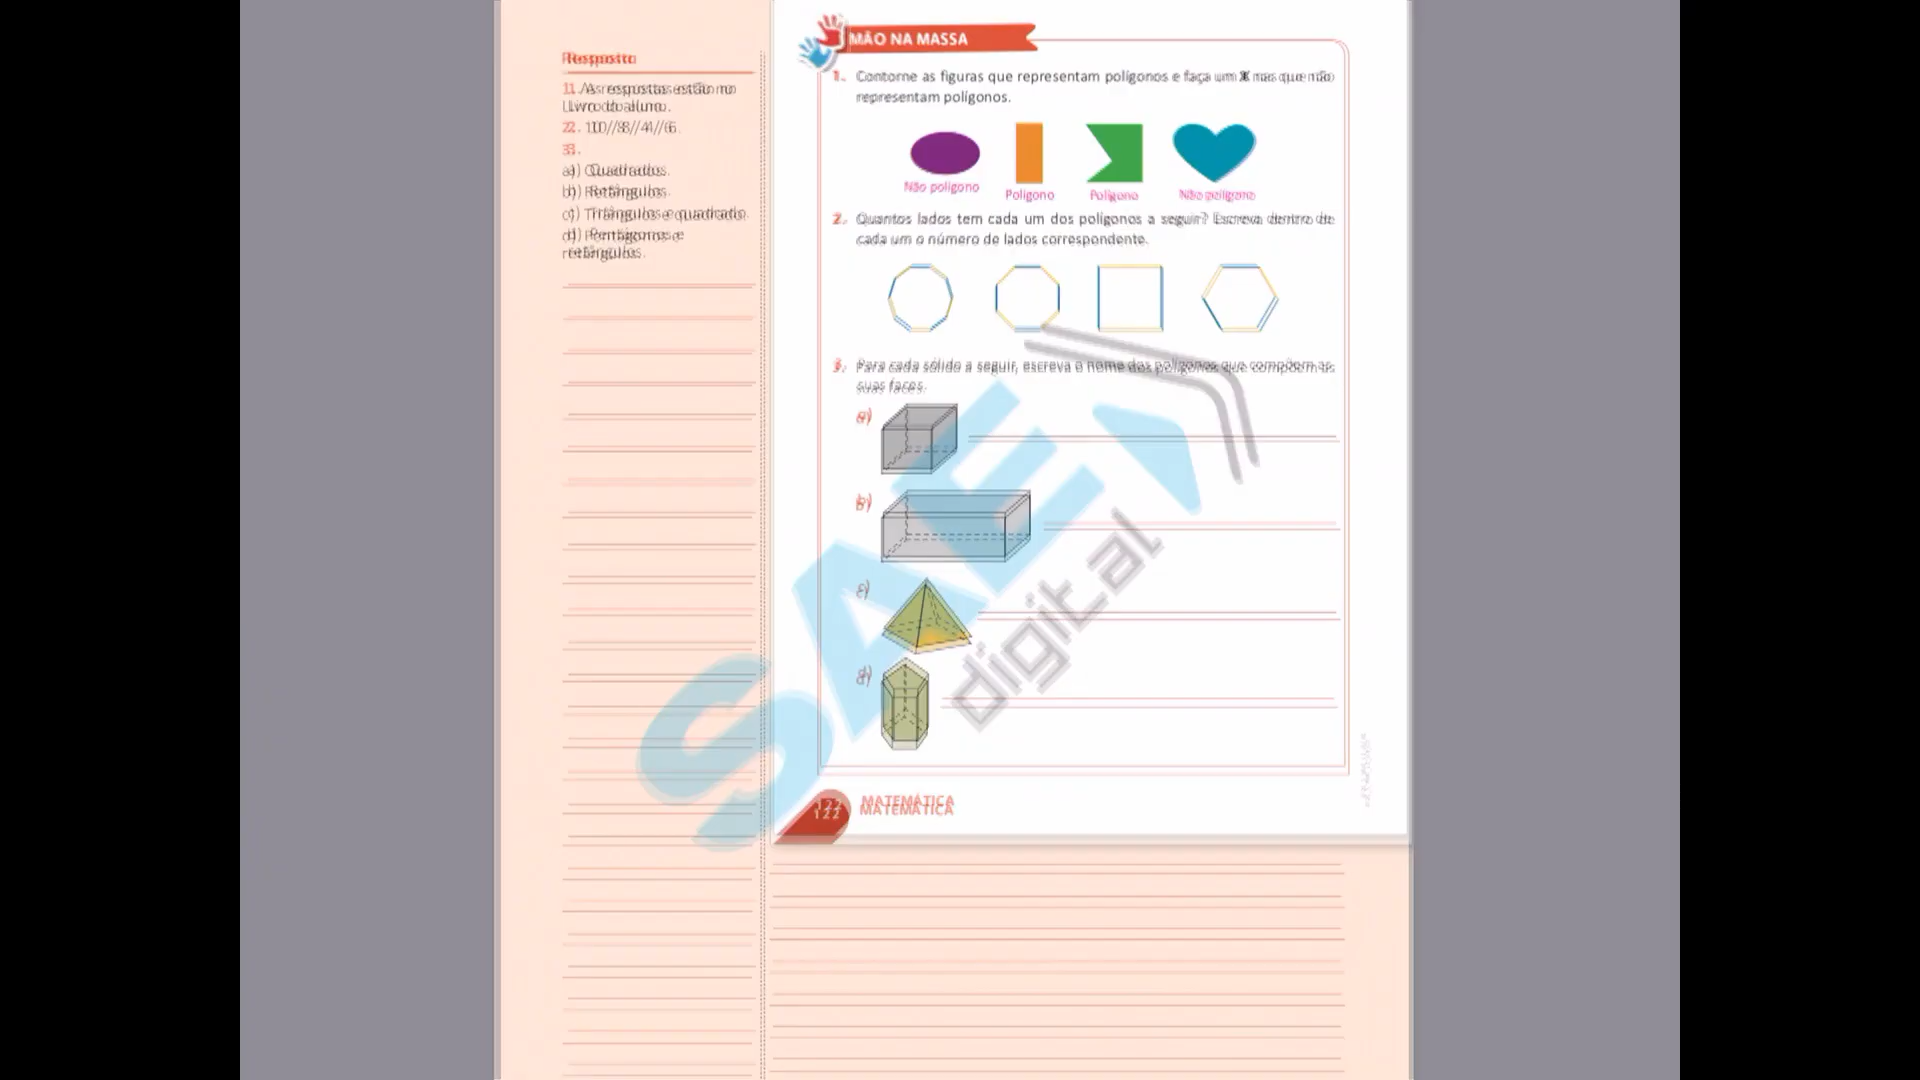 Resposta
1. As respostas estão no
Livro do aluno.
2. 10 / 8 / 4 / 6.
3.
a) Quadrados.
b) Retângulos.
c) Triângulos e quadrado.
d) Pentágonos e
retângulos.
MÃO NA MASSA
1. Contorne as figuras que representam polígonos e faça um X nas que não
representam polígonos.
Não polígono Polígono Polígono Não polígono
2. Quantos lados tem cada um dos polígonos a seguir? Escreva dentro de
cada um o número de lados correspondente.
3. Para cada sólido a seguir, escreva o nome dos polígonos que compõem as
suas faces.
a)
b)
c)
d)
SAE
digital
122 MATEMÁTICA